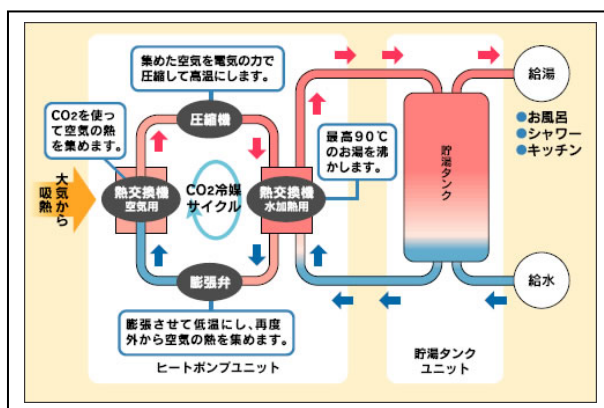 集めた空気を電気の力で
圧縮して高温にします。
CO2を使っ
て空気の熱
を集めます。
圧縮機
大気から
吸熱
熱交換機
空気用
CO2冷媒
サイクル
熱交換機
水加熱用
最高90℃
のお湯を沸
かします。
膨張弁
膨張させて低温にし、再度
外から空気の熱を集めます。
ヒートポンプユニット
貯湯タンク
貯湯タンク
ユニット
給湯
●お風呂
●シャワー
●キッチン
給水